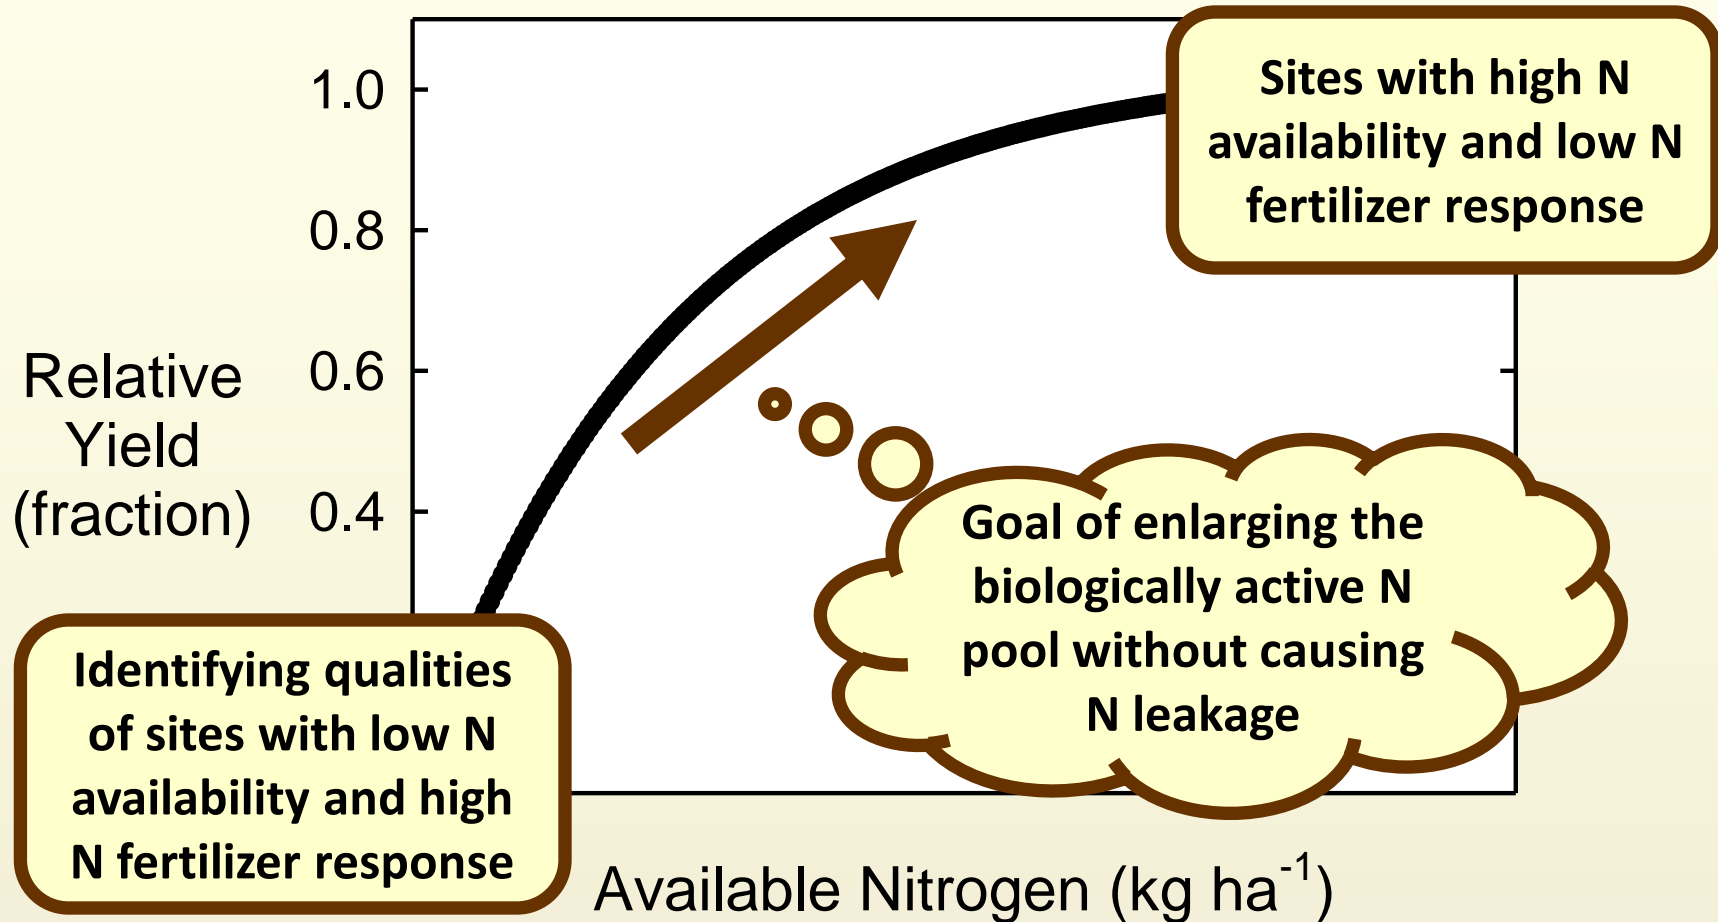 1.0
0.8
0.6
0.4
Relative
Yield
(fraction)
Sites with high N
availability and low N
fertilizer response
Goal of enlarging the
biologically active N
pool without causing
N leakage
Identifying qualities
of sites with low N
availability and high
N fertilizer response
Available Nitrogen (kg ha⁻¹)